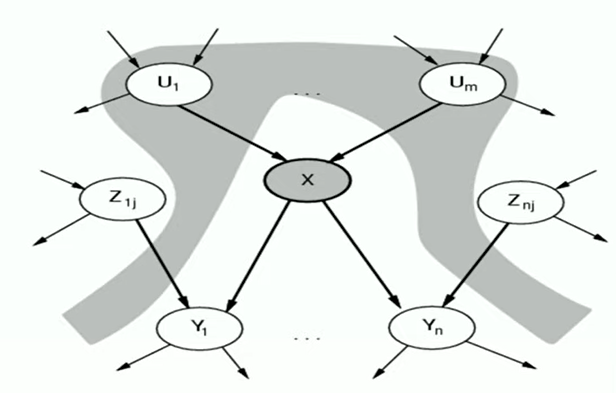 U1 ... Um
X
Z1j Znj
Y1 ... Yn